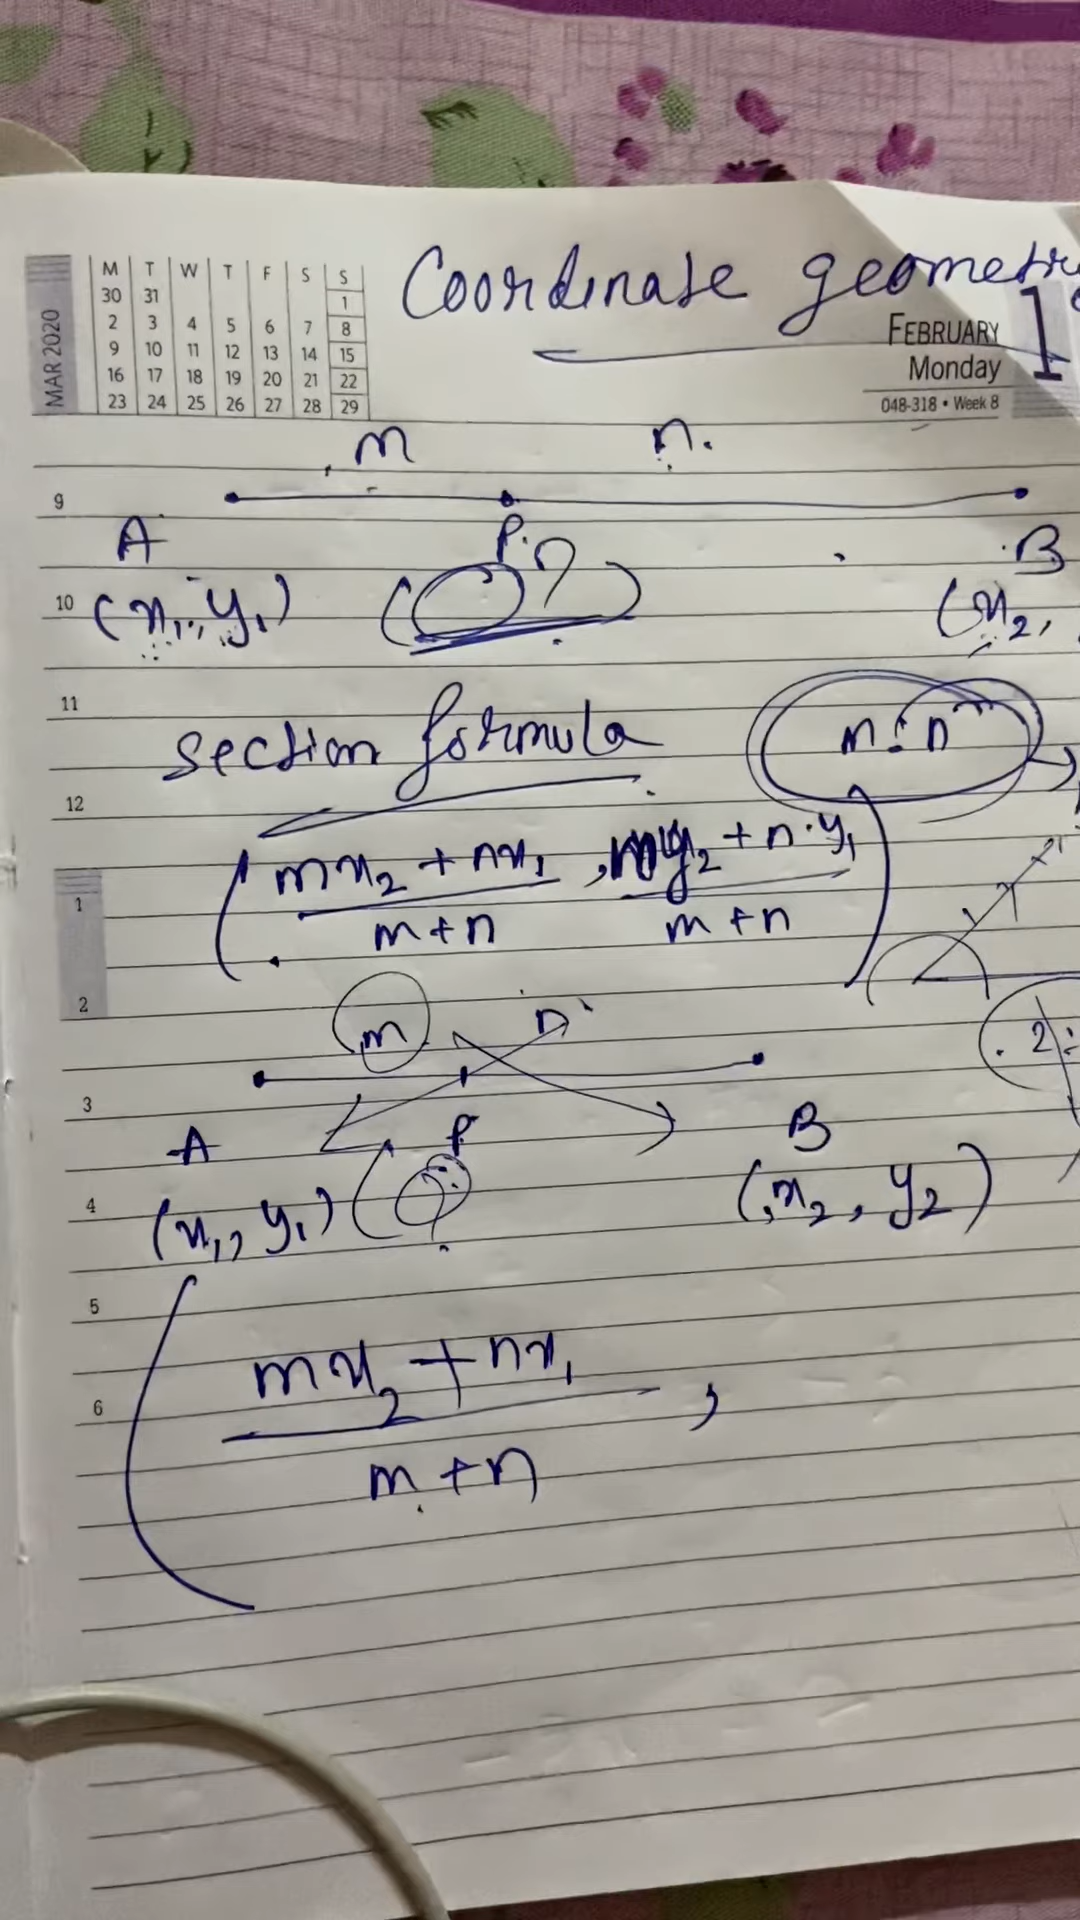 Coordinate geometr
MAR 2020
M T W T F S S
30 31 1
2 3 4 5 6 7 8
9 10 11 12 13 14 15
16 17 18 19 20 21 22
23 24 25 26 27 28 29
FEBRUARY
Monday
048-318 • Week 8
1
m n.
9
A P. B
10 (x₁, y₁) ( ? ) (x₂,
11
section formula m:n
12
( mx₂ + nx₁ , my₂ + n·y₁ )
1
m+n m+n
2
m n
2:
3
A P B
4 (x₁, y₁) ( ? (x₂, y₂)
5
( mx₂ + nx₁ ,
6
m+n